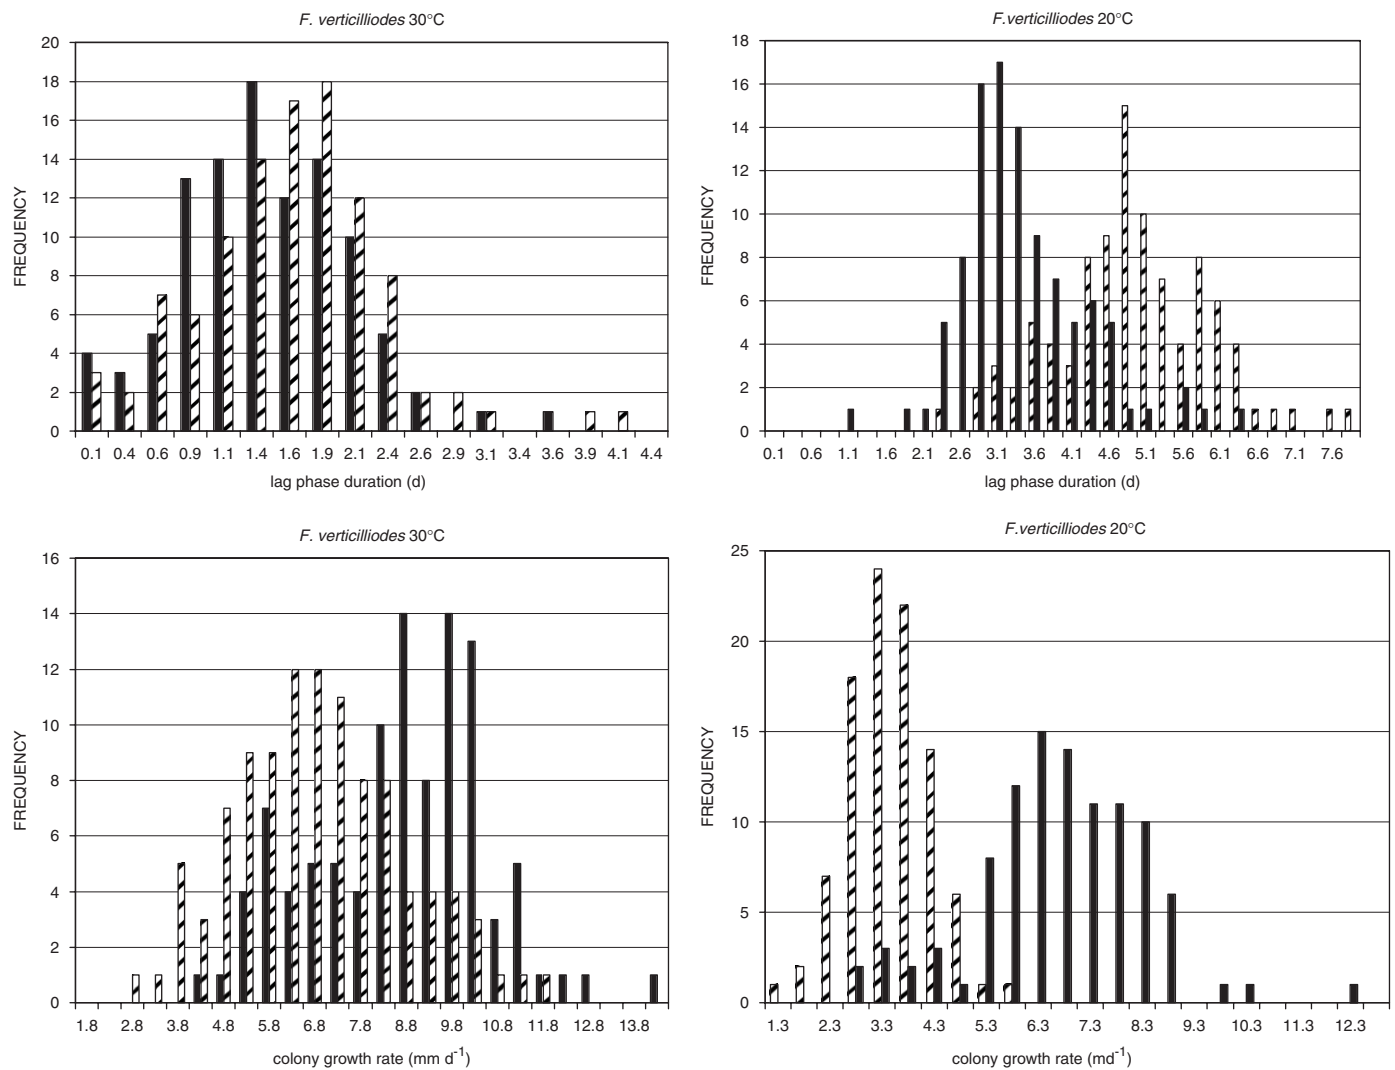 F. verticilliodes 30°C
20
18
16
14
12
10
8
6
4
2
0
FREQUENCY
0.1 0.4 0.6 0.9 1.1 1.4 1.6 1.9 2.1 2.4 2.6 2.9 3.1 3.4 3.6 3.9 4.1 4.4
lag phase duration (d)
F.verticilliodes 20°C
18
16
14
12
10
8
6
4
2
0
FREQUENCY
0.1 0.6 1.1 1.6 2.1 2.6 3.1 3.6 4.1 4.6 5.1 5.6 6.1 6.6 7.1 7.6
lag phase duration (d)
F. verticilliodes 30°C
16
14
12
10
8
6
4
2
0
FREQUENCY
1.8 2.8 3.8 4.8 5.8 6.8 7.8 8.8 9.8 10.8 11.8 12.8 13.8
colony growth rate (mm d⁻¹)
F.verticilliodes 20°C
25
20
15
10
5
0
FREQUENCY
1.3 2.3 3.3 4.3 5.3 6.3 7.3 8.3 9.3 10.3 11.3 12.3
colony growth rate (md⁻¹)